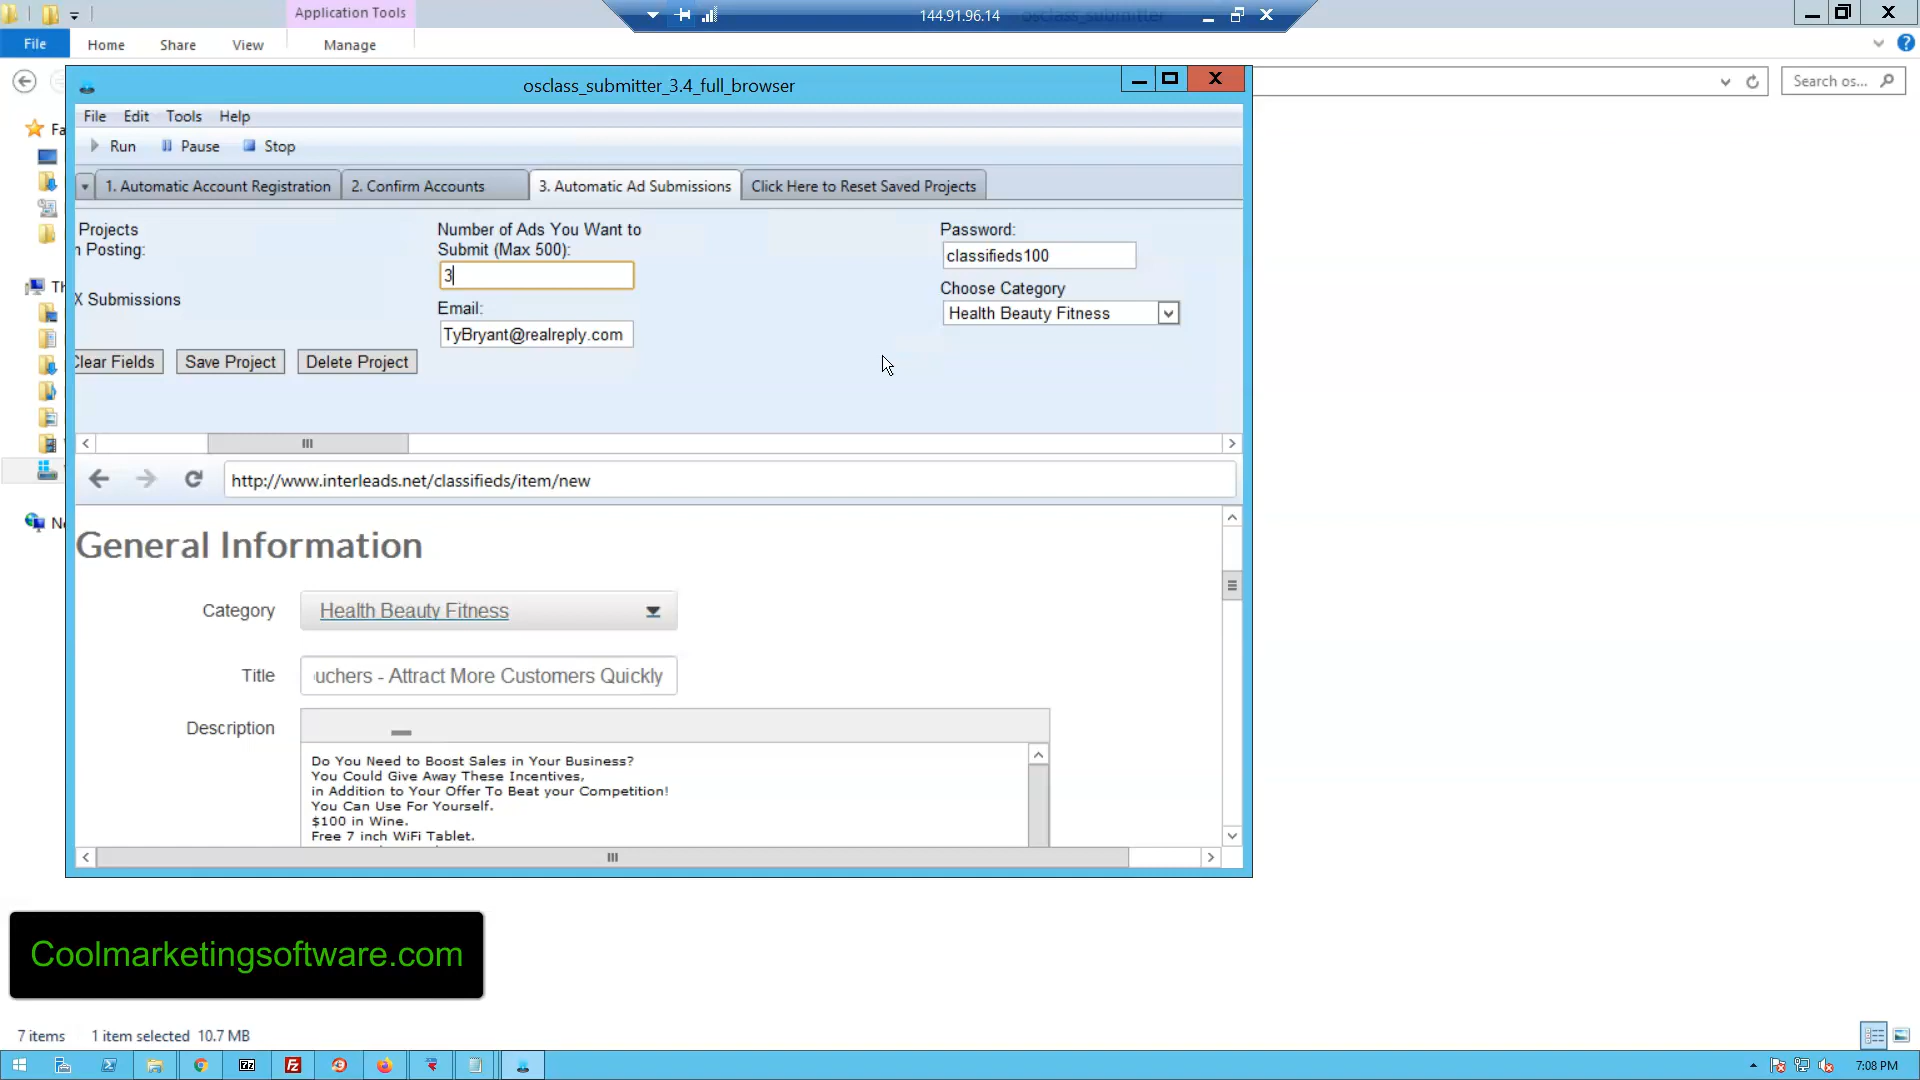 Application Tools
144.91.96.14
osclass_submitter
File
Home
Share
View
Manage
Search os...
osclass_submitter_3.4_full_browser
File
Edit
Tools
Help
Run
Pause
Stop
1. Automatic Account Registration
2. Confirm Accounts
3. Automatic Ad Submissions
Click Here to Reset Saved Projects
Projects
n Posting:
X Submissions
Clear Fields
Save Project
Delete Project
Number of Ads You Want to
Submit (Max 500):
3
Email:
TyBryant@realreply.com
Password:
classifieds100
Choose Category
Health Beauty Fitness
Fa
Th
Ne
http://www.interleads.net/classifieds/item/new
General Information
Category
Health Beauty Fitness
Title
ouchers - Attract More Customers Quickly
Description
Do You Need to Boost Sales in Your Business?
You Could Give Away These Incentives,
in Addition to Your Offer To Beat your Competition!
You Can Use For Yourself.
$100 in Wine.
Free 7 inch WiFi Tablet.
Coolmarketingsoftware.com
7 items
1 item selected 10.7 MB
7:08 PM